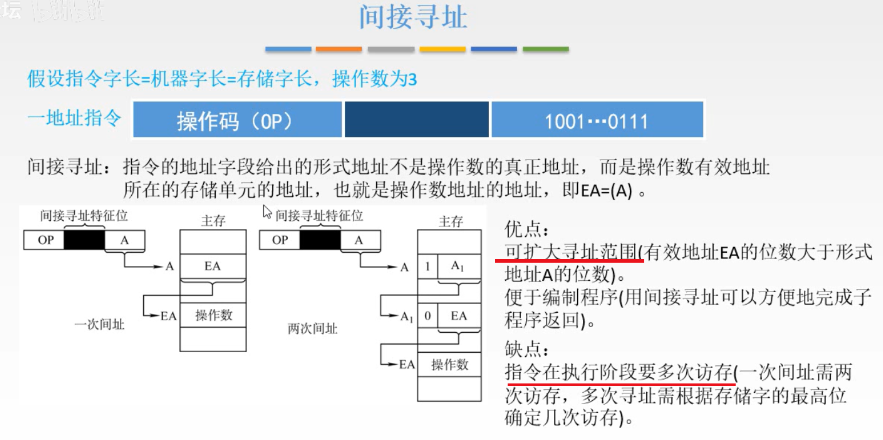 间接寻址
假设指令字长=机器字长=存储字长，操作数为3
一地址指令 操作码（OP） 1001…0111
间接寻址：指令的地址字段给出的形式地址不是操作数的真正地址，而是操作数有效地址
所在的存储单元的地址，也就是操作数地址的地址，即EA=(A) 。
间接寻址特征位
主存
OP A
A EA
EA 操作数
一次间址
间接寻址特征位
主存
OP A
A 1 A₁
A₁ 0 EA
EA 操作数
两次间址
优点：
可扩大寻址范围(有效地址EA的位数大于形式
地址A的位数)。
便于编制程序(用间接寻址可以方便地完成子
程序返回)。
缺点：
指令在执行阶段要多次访存(一次间址需两
次访存，多次寻址需根据存储字的最高位
确定几次访存)。